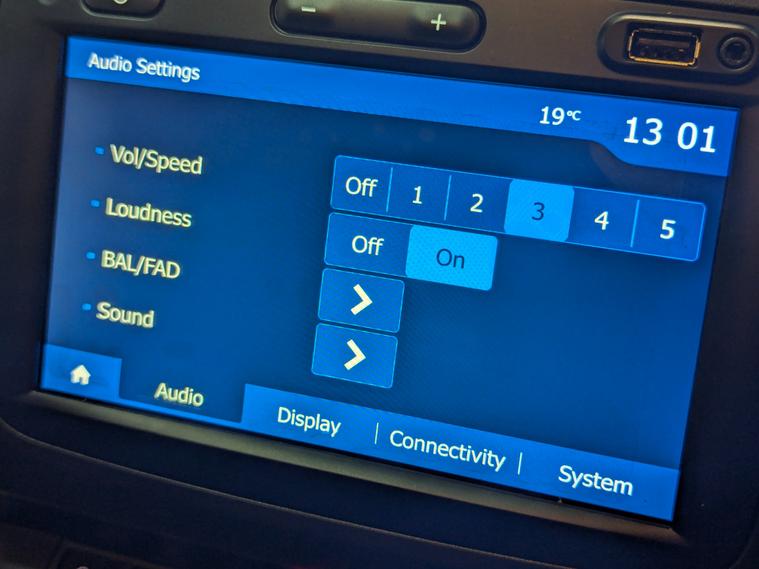 Audio Settings
19°C 13 01
Vol/Speed Off 1 2 3 4 5
Loudness Off On
BAL/FAD
Sound
Audio Display Connectivity System